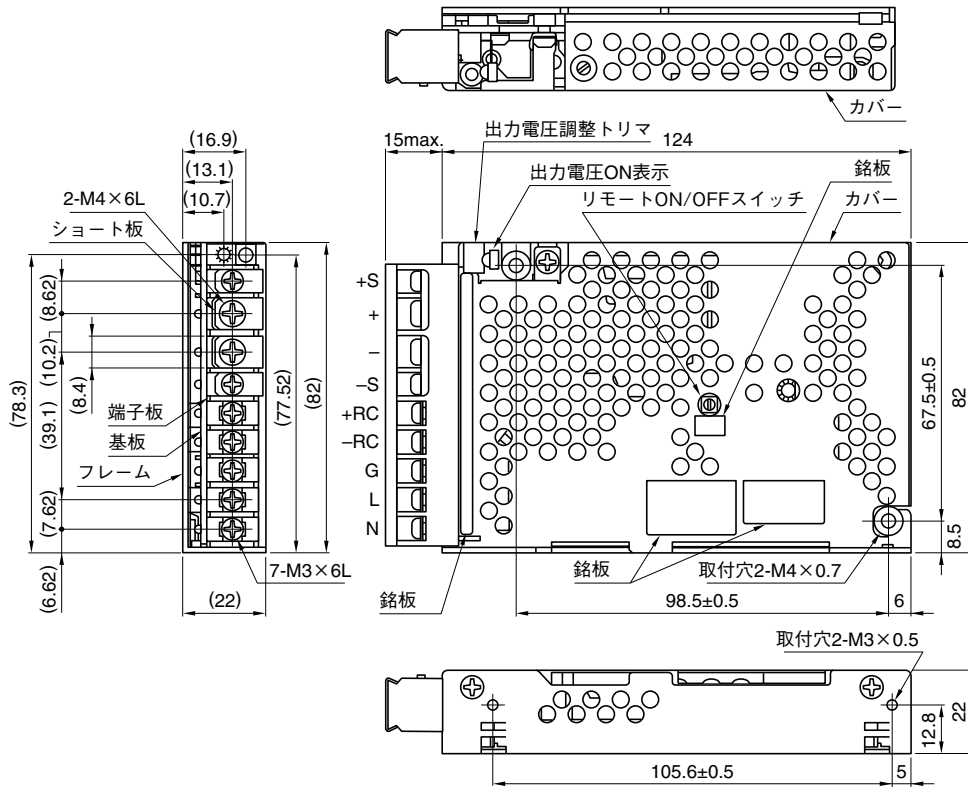 カバー
出力電圧調整トリマ
15max.
124
(16.9)
(13.1)
(10.7)
出力電圧ON表示
銘板
2-M4×6L
リモートON/OFFスイッチ
カバー
ショート板
+S
+
−
−S
+RC
−RC
G
L
N
(78.3)
(8.62)
(10.2)
(8.4)
(39.1)
(7.62)
(6.62)
(77.52)
(82)
67.5±0.5
82
8.5
端子板
基板
フレーム
7-M3×6L
(22)
銘板
銘板
取付穴2-M4×0.7
98.5±0.5
6
取付穴2-M3×0.5
22
12.8
105.6±0.5
5